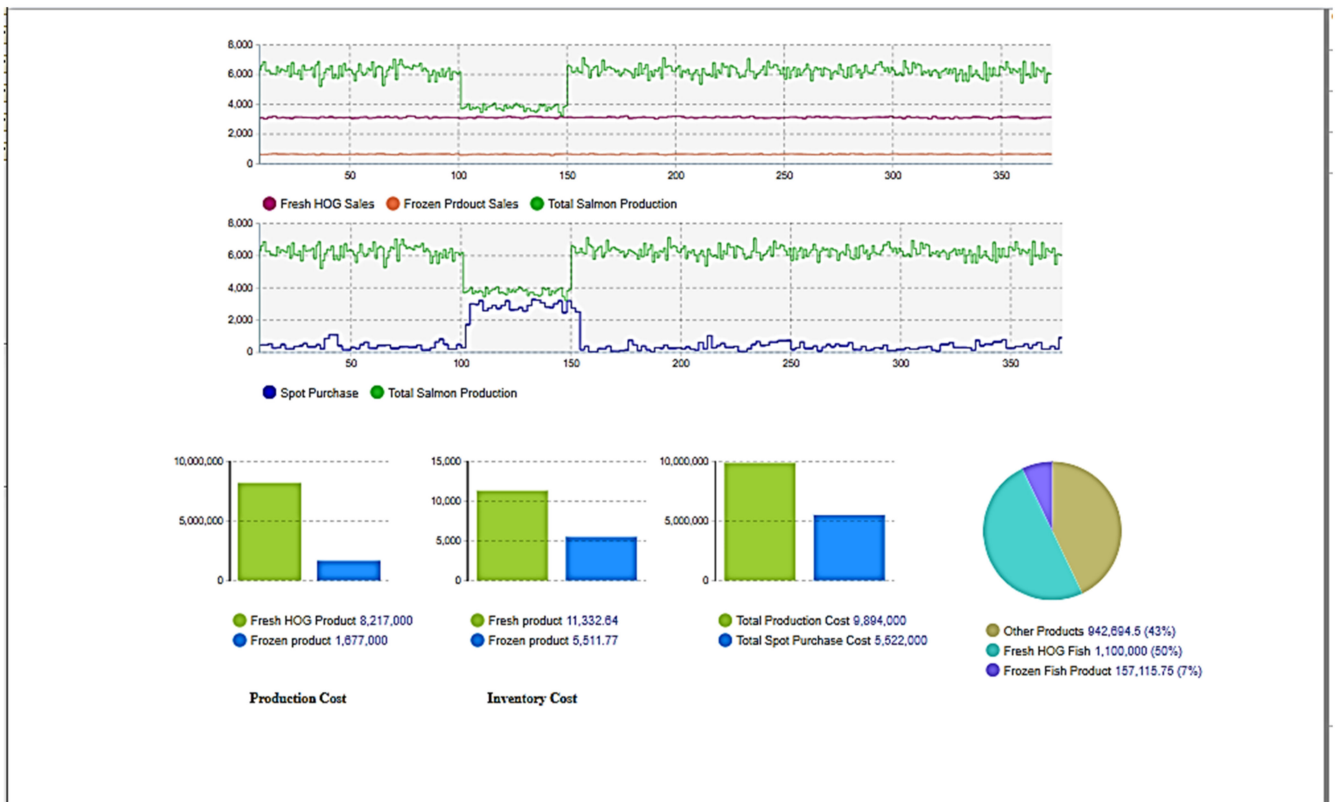 8,000
6,000
4,000
2,000
0
50 100 150 200 250 300 350
Fresh HOG Sales Frozen Prdouct Sales Total Salmon Production
8,000
6,000
4,000
2,000
0
50 100 150 200 250 300 350
Spot Purchase Total Salmon Production
10,000,000
5,000,000
0
Fresh HOG Product 8,217,000
Frozen product 1,677,000
Production Cost
15,000
10,000
5,000
0
Fresh product 11,332.64
Frozen product 5,511.77
Inventory Cost
10,000,000
5,000,000
0
Total Production Cost 9,894,000
Total Spot Purchase Cost 5,522,000
Other Products 942,694.5 (43%)
Fresh HOG Fish 1,100,000 (50%)
Frozen Fish Product 157,115.75 (7%)